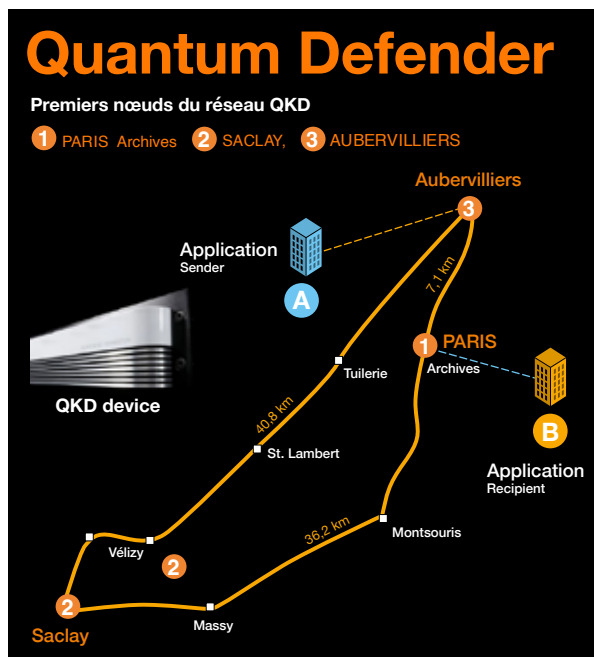 Quantum Defender
Premiers nœuds du réseau QKD
1 PARIS Archives 2 SACLAY, 3 AUBERVILLIERS
Aubervilliers
3
Application
Sender
A
7,1 km
1 PARIS
Archives
Tuilerie
QKD device
B
40,8 km
St. Lambert
Application
Recipient
36,2 km
Montsouris
Vélizy
2
2
Saclay
Massy